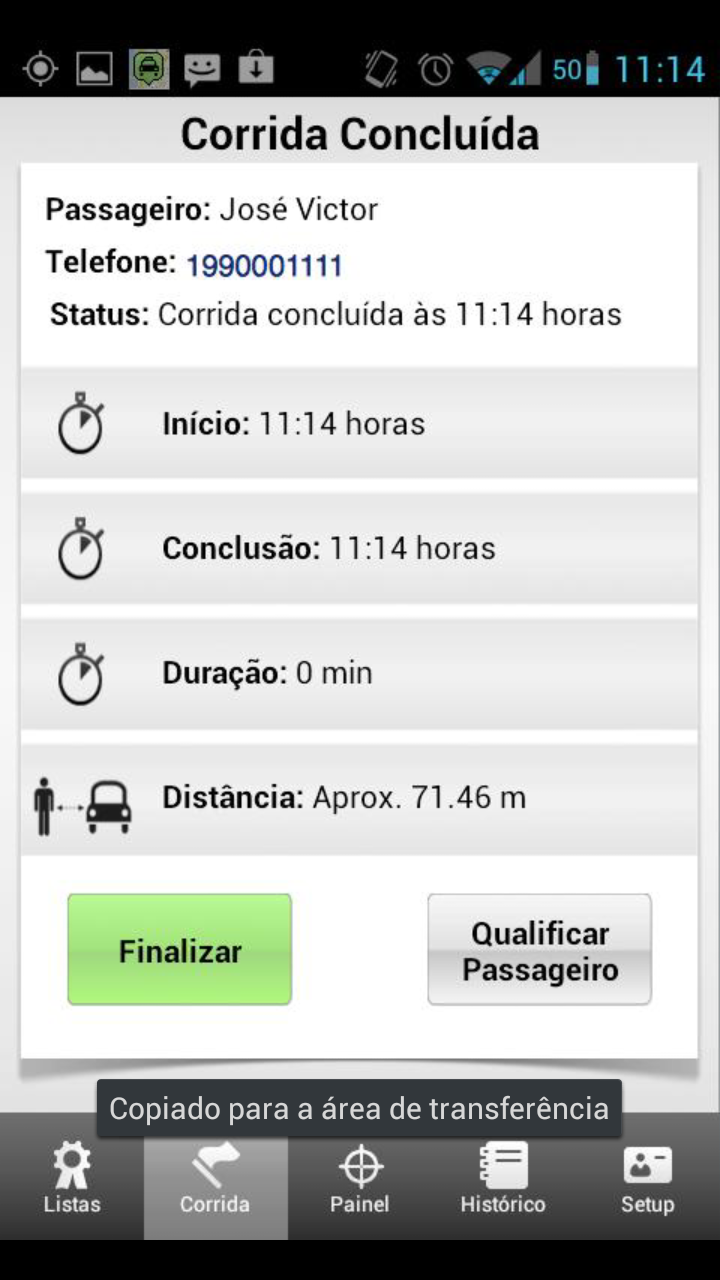 50 11:14
Corrida Concluída
Passageiro: José Victor
Telefone: 1990001111
Status: Corrida concluída às 11:14 horas
Início: 11:14 horas
Conclusão: 11:14 horas
Duração: 0 min
Distância: Aprox. 71.46 m
Finalizar
Qualificar
Passageiro
Copiado para a área de transferência
Listas Corrida Painel Histórico Setup